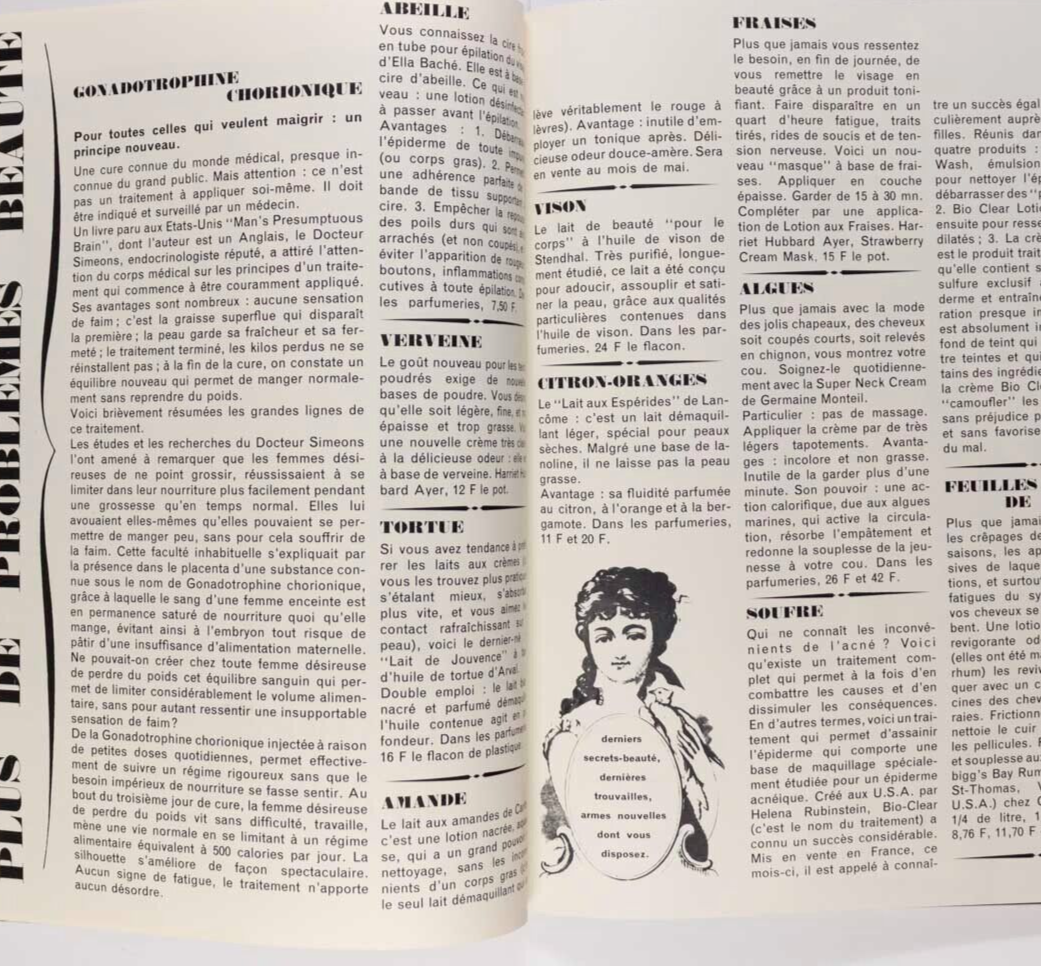 PLUS DE PROBLEMES BEAUTE
GONADOTROPHINE
CHORIONIQUE
Pour toutes celles qui veulent maigrir : un
principe nouveau.
Une cure connue du monde médical, presque in-
connue du grand public. Mais attention : ce n'est
pas un traitement à appliquer soi-même. Il doit
être indiqué et surveillé par un médecin.
Un livre paru aux Etats-Unis "Man's Presumptuous
Brain", dont l'auteur est un Anglais, le Docteur
Simeons, endocrinologiste réputé, a attiré l'atten-
tion du corps médical sur les principes d'un traite-
ment qui commence à être couramment appliqué.
Ses avantages sont nombreux : aucune sensation
de faim ; c'est la graisse superflue qui disparaît
la première ; la peau garde sa fraîcheur et sa fer-
meté ; le traitement terminé, les kilos perdus ne se
réinstallent pas ; à la fin de la cure, on constate un
équilibre nouveau qui permet de manger normale-
ment sans reprendre du poids.
Voici brièvement résumées les grandes lignes de
ce traitement.
Les études et les recherches du Docteur Simeons
l'ont amené à remarquer que les femmes dési-
reuses de ne point grossir, réussissaient à se
limiter dans leur nourriture plus facilement pendant
une grossesse qu'en temps normal. Elles lui
avouaient elles-mêmes qu'elles pouvaient se per-
mettre de manger peu, sans pour cela souffrir de
la faim. Cette faculté inhabituelle s'expliquait par
la présence dans le placenta d'une substance con-
nue sous le nom de Gonadotrophine chorionique,
grâce à laquelle le sang d'une femme enceinte est
en permanence saturé de nourriture quoi qu'elle
mange, évitant ainsi à l'embryon tout risque de
pâtir d'une insuffisance d'alimentation maternelle.
Ne pouvait-on créer chez toute femme désireuse
de perdre du poids cet équilibre sanguin qui per-
met de limiter considérablement le volume alimen-
taire, sans pour autant ressentir une insupportable
sensation de faim?
De la Gonadotrophine chorionique injectée à raison
de petites doses quotidiennes, permet effective-
ment de suivre un régime rigoureux sans que le
besoin impérieux de nourriture se fasse sentir. Au
bout du troisième jour de cure, la femme désireuse
de perdre du poids vit sans difficulté, travaille,
mène une vie normale en se limitant à un régime
alimentaire équivalent à 500 calories par jour. La
silhouette s'améliore de façon spectaculaire.
Aucun signe de fatigue, le traitement n'apporte
aucun désordre.
ABEILLE
Vous connaissez la cire
en tube pour épilation du
d'Ella Baché. Elle est à base
cire d'abeille. Ce qui est
veau : une lotion désinfec
à passer avant l'épilation.
Avantages : 1. Débar
l'épiderme de toute
(ou corps gras). 2. Perme
une adhérence parfaite de
bande de tissu support
cire. 3. Empêcher la
des poils durs qui sont
arrachés (et non coupés),
éviter l'apparition de rouge
boutons, inflammations
cutives à toute épilation.
les parfumeries, 7,50 F.
VERVEINE
Le goût nouveau pour les
poudrés exige de nouve
bases de poudre. Vous
qu'elle soit légère, fine,
épaisse et trop grasse.
une nouvelle crème très
à la délicieuse odeur :
à base de verveine. Harriet
bard Ayer, 12 F le pot.
TORTUE
Si vous avez tendance à
rer les laits aux crèmes
vous les trouvez plus pratiq
s'étalant mieux, s'absorb
plus vite, et vous aimez
contact rafraîchissant
peau), voici le dernier-né
"Lait de Jouvence" à
d'huile de tortue d'Arval.
Double emploi : le lait
nacré et parfumé démaq
l'huile contenue agit en
fondeur. Dans les parfume
16 F le flacon de plastique
AMANDE
Le lait aux amandes de
c'est une lotion nacrée,
se, qui a un grand pouvoi
nettoyage, sans les incon
nients d'un corps gras
le seul lait démaquillant
lève véritablement le rouge à
lèvres). Avantage : inutile d'em-
ployer un tonique après. Déli-
cieuse odeur douce-amère. Sera
en vente au mois de mai.
VISON
Le lait de beauté "pour le
corps" à l'huile de vison de
Stendhal. Très purifié, longue-
ment étudié, ce lait a été conçu
pour adoucir, assouplir et sati-
ner la peau, grâce aux qualités
particulières contenues dans
l'huile de vison. Dans les par-
fumeries. 24 F le flacon.
CITRON-ORANGES
Le "Lait aux Espérides" de Lan-
côme : c'est un lait démaquil-
lant léger, spécial pour peaux
sèches. Malgré une base de la-
noline, il ne laisse pas la peau
grasse.
Avantage : sa fluidité parfumée
au citron, à l'orange et à la ber-
gamote. Dans les parfumeries,
11 F et 20 F.
derniers
secrets-beauté,
dernières
trouvailles,
armes nouvelles
dont vous
disposez.
FRAISES
Plus que jamais vous ressentez
le besoin, en fin de journée, de
vous remettre le visage en
beauté grâce à un produit toni-
fiant. Faire disparaître en un
quart d'heure fatigue, traits
tirés, rides de soucis et de ten-
sion nerveuse. Voici un nou-
veau "masque" à base de frai-
ses. Appliquer en couche
épaisse. Garder de 15 à 30 mn.
Compléter par une applica-
tion de Lotion aux Fraises. Har-
riet Hubbard Ayer, Strawberry
Cream Mask, 15 F le pot.
ALGUES
Plus que jamais avec la mode
des jolis chapeaux, des cheveux
soit coupés courts, soit relevés
en chignon, vous montrez votre
cou. Soignez-le quotidienne-
ment avec la Super Neck Cream
de Germaine Monteil.
Particulier : pas de massage.
Appliquer la crème par de très
légers tapotements. Avanta-
ges : incolore et non grasse.
Inutile de la garder plus d'une
minute. Son pouvoir : une ac-
tion calorifique, due aux algues
marines, qui active la circula-
tion, résorbe l'empâtement et
redonne la souplesse de la jeu-
nesse à votre cou. Dans les
parfumeries, 26 F et 42 F.
SOUFRE
Qui ne connaît les inconvé-
nients de l'acné ? Voici
qu'existe un traitement com-
plet qui permet à la fois d'en
combattre les causes et d'en
dissimuler les conséquences.
En d'autres termes, voici un trai-
tement qui permet d'assainir
l'épiderme qui comporte une
base de maquillage spéciale-
ment étudiée pour un épiderme
acnéique. Créé aux U.S.A. par
Helena Rubinstein, Bio-Clear
(c'est le nom du traitement) a
connu un succès considérable.
Mis en vente en France, ce
mois-ci, il est appelé à connaî-
tre un succès égal
culièrement auprè
filles. Réunis dan
quatre produits :
Wash, émulsion
pour nettoyer l'ép
débarrasser des "p
2. Bio Clear Lotio
ensuite pour resse
dilatés ; 3. La crè
est le produit trait
qu'elle contient s
sulfure exclusif
derme et entraîn
ration presque im
est absolument in
fond de teint qui
tre teintes et qui
tains des ingrédie
la crème Bio Cl
"camoufler" les
sans préjudice p
et sans favorise
du mal.
FEUILLES
DE
Plus que jamai
les crêpages de
saisons, les ap
sives de laque
tions, et surtout
fatigues du sy
vos cheveux se
bent. Une lotio
revigorante od
(elles ont été ma
rhum) les reviv
quer avec un c
cines des chev
raies. Frictionn
nettoie le cuir
les pellicules.
et souplesse aux
bigg's Bay Rum
St-Thomas, V
U.S.A.) chez
1/4 de litre, 1
8,76 F, 11,70 F